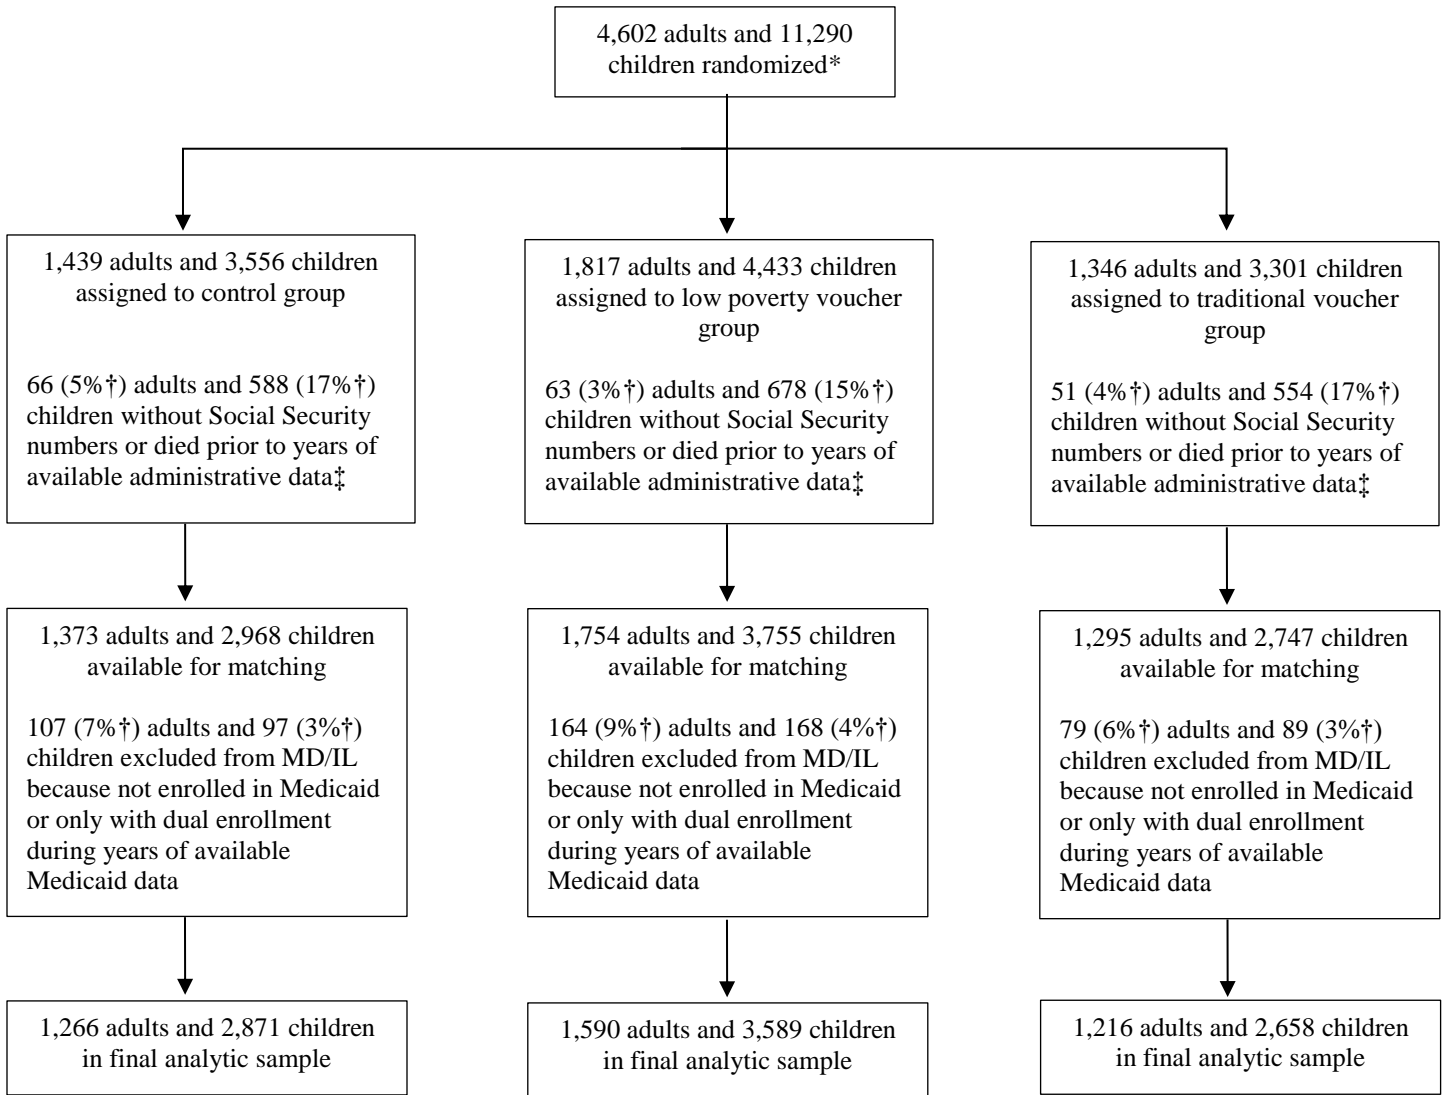 4,602 adults and 11,290
children randomized*
1,439 adults and 3,556 children
assigned to control group
66 (5%†) adults and 588 (17%†)
children without Social Security
numbers or died prior to years of
available administrative data‡
1,817 adults and 4,433 children
assigned to low poverty voucher
group
63 (3%†) adults and 678 (15%†)
children without Social Security
numbers or died prior to years of
available administrative data‡
1,346 adults and 3,301 children
assigned to traditional voucher
group
51 (4%†) adults and 554 (17%†)
children without Social Security
numbers or died prior to years of
available administrative data‡
1,373 adults and 2,968 children
available for matching
107 (7%†) adults and 97 (3%†)
children excluded from MD/IL
because not enrolled in Medicaid
or only with dual enrollment
during years of available
Medicaid data
1,754 adults and 3,755 children
available for matching
164 (9%†) adults and 168 (4%†)
children excluded from MD/IL
because not enrolled in Medicaid
or only with dual enrollment
during years of available
Medicaid data
1,295 adults and 2,747 children
available for matching
79 (6%†) adults and 89 (3%†)
children excluded from MD/IL
because not enrolled in Medicaid
or only with dual enrollment
during years of available
Medicaid data
1,266 adults and 2,871 children
in final analytic sample
1,590 adults and 3,589 children
in final analytic sample
1,216 adults and 2,658 children
in final analytic sample